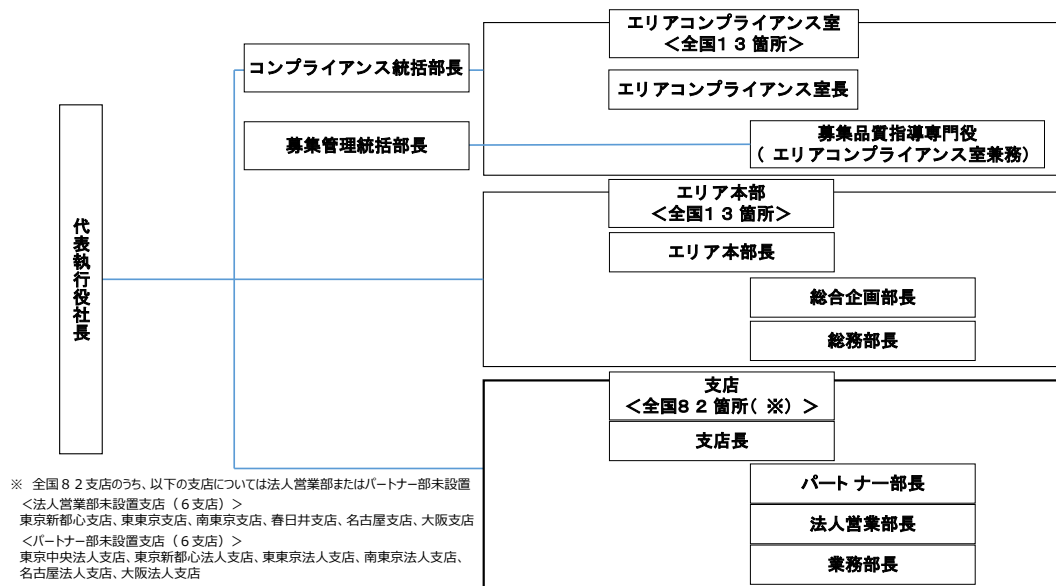 代表執行役社長
コンプライアンス統括部長
募集管理統括部長
エリアコンプライアンス室
<全国13箇所>
エリアコンプライアンス室長
募集品質指導専門役
(エリアコンプライアンス室兼務)
エリア本部
<全国13箇所>
エリア本部長
総合企画部長
総務部長
支店
<全国82箇所(※)>
支店長
パートナー部長
法人営業部長
業務部長
※ 全国82支店のうち、以下の支店については法人営業部またはパートナー部未設置
<法人営業部未設置支店(6支店)>
東京新都心支店、東東京支店、南東京支店、春日井支店、名古屋支店、大阪支店
<パートナー部未設置支店(6支店)>
東京中央法人支店、東京新都心法人支店、東東京法人支店、南東京法人支店、
名古屋法人支店、大阪法人支店